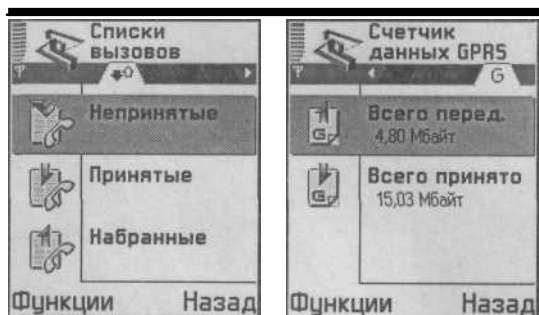 Списки
вызовов
Непринятые
Принятые
Набранные
Функции Назад
Счетчик
данных GPRS
G
Всего перед.
4,80 Мбайт
Всего принято
15,03 Мбайт
Функции Назад